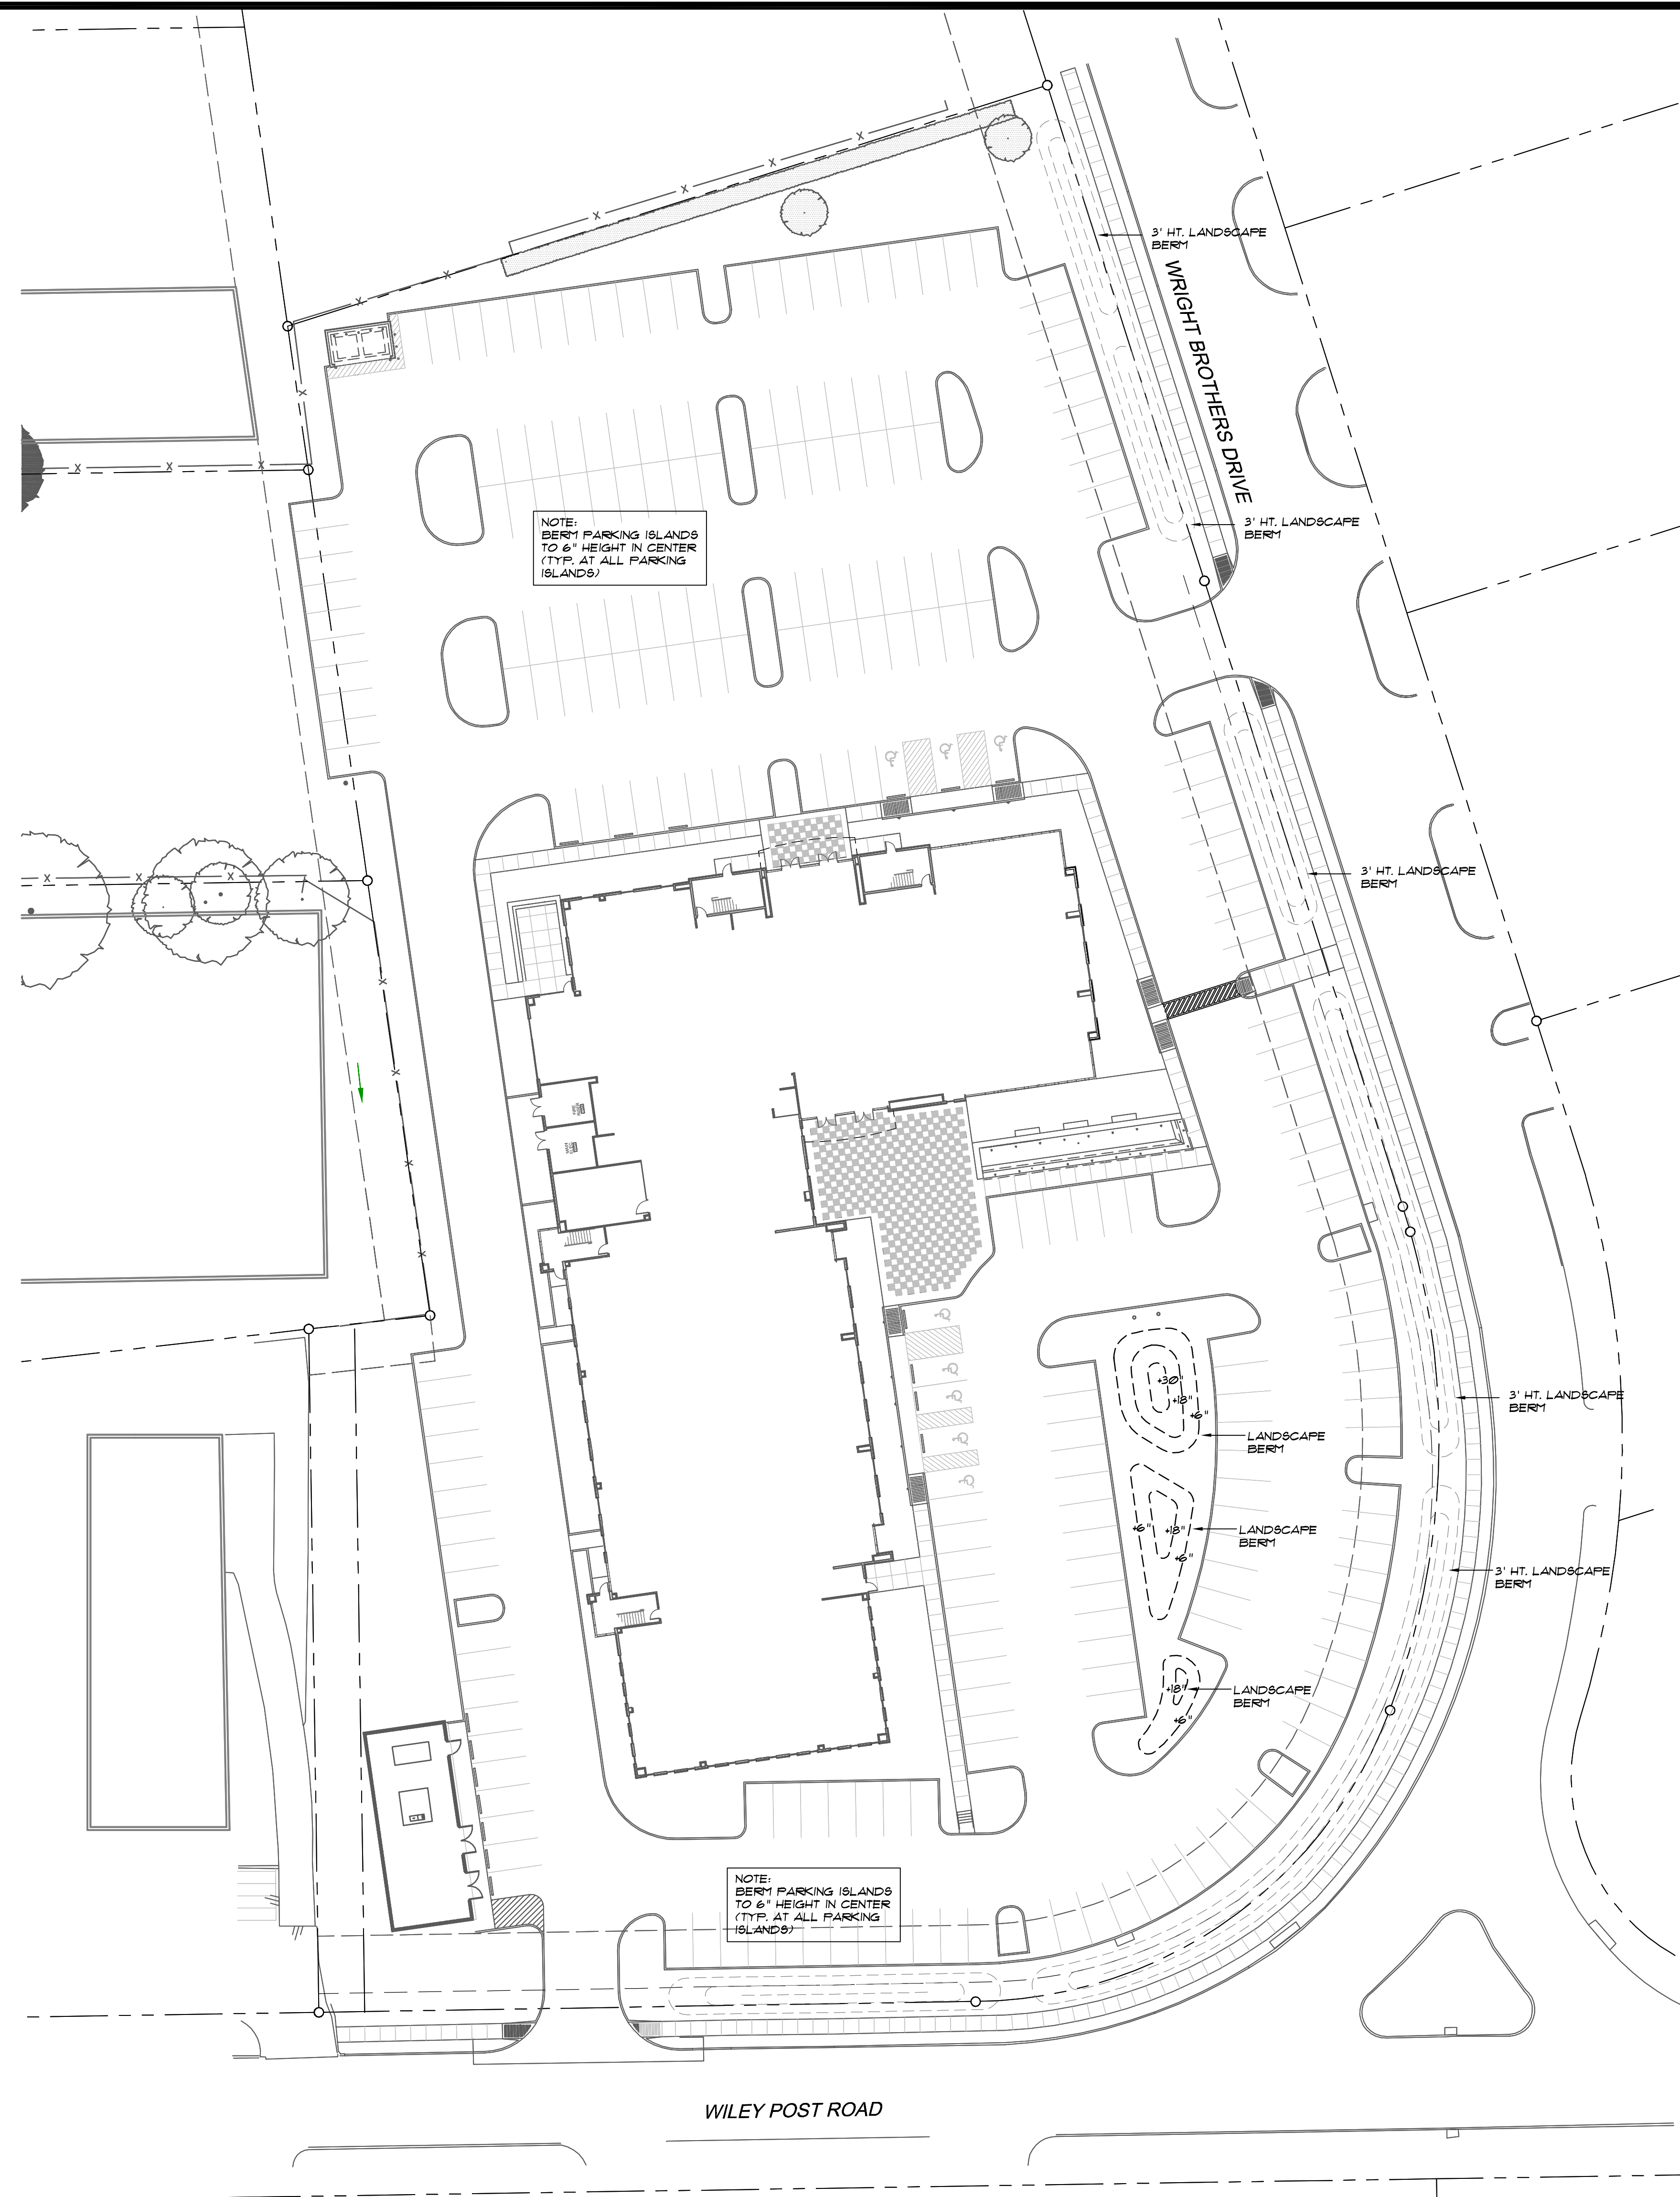 3' HT. LANDSCAPE
BERM
WRIGHT BROTHERS DRIVE
3' HT. LANDSCAPE
BERM
NOTE:
BERM PARKING ISLANDS
TO 6" HEIGHT IN CENTER
(TYP. AT ALL PARKING
ISLANDS)
3' HT. LANDSCAPE
BERM
3' HT. LANDSCAPE
BERM
+30"
+18"
+6"
LANDSCAPE
BERM
+6"
+18"
+6"
LANDSCAPE
BERM
3' HT. LANDSCAPE
BERM
+18"
+6"
LANDSCAPE
BERM
NOTE:
BERM PARKING ISLANDS
TO 6" HEIGHT IN CENTER
(TYP. AT ALL PARKING
ISLANDS)
WILEY POST ROAD